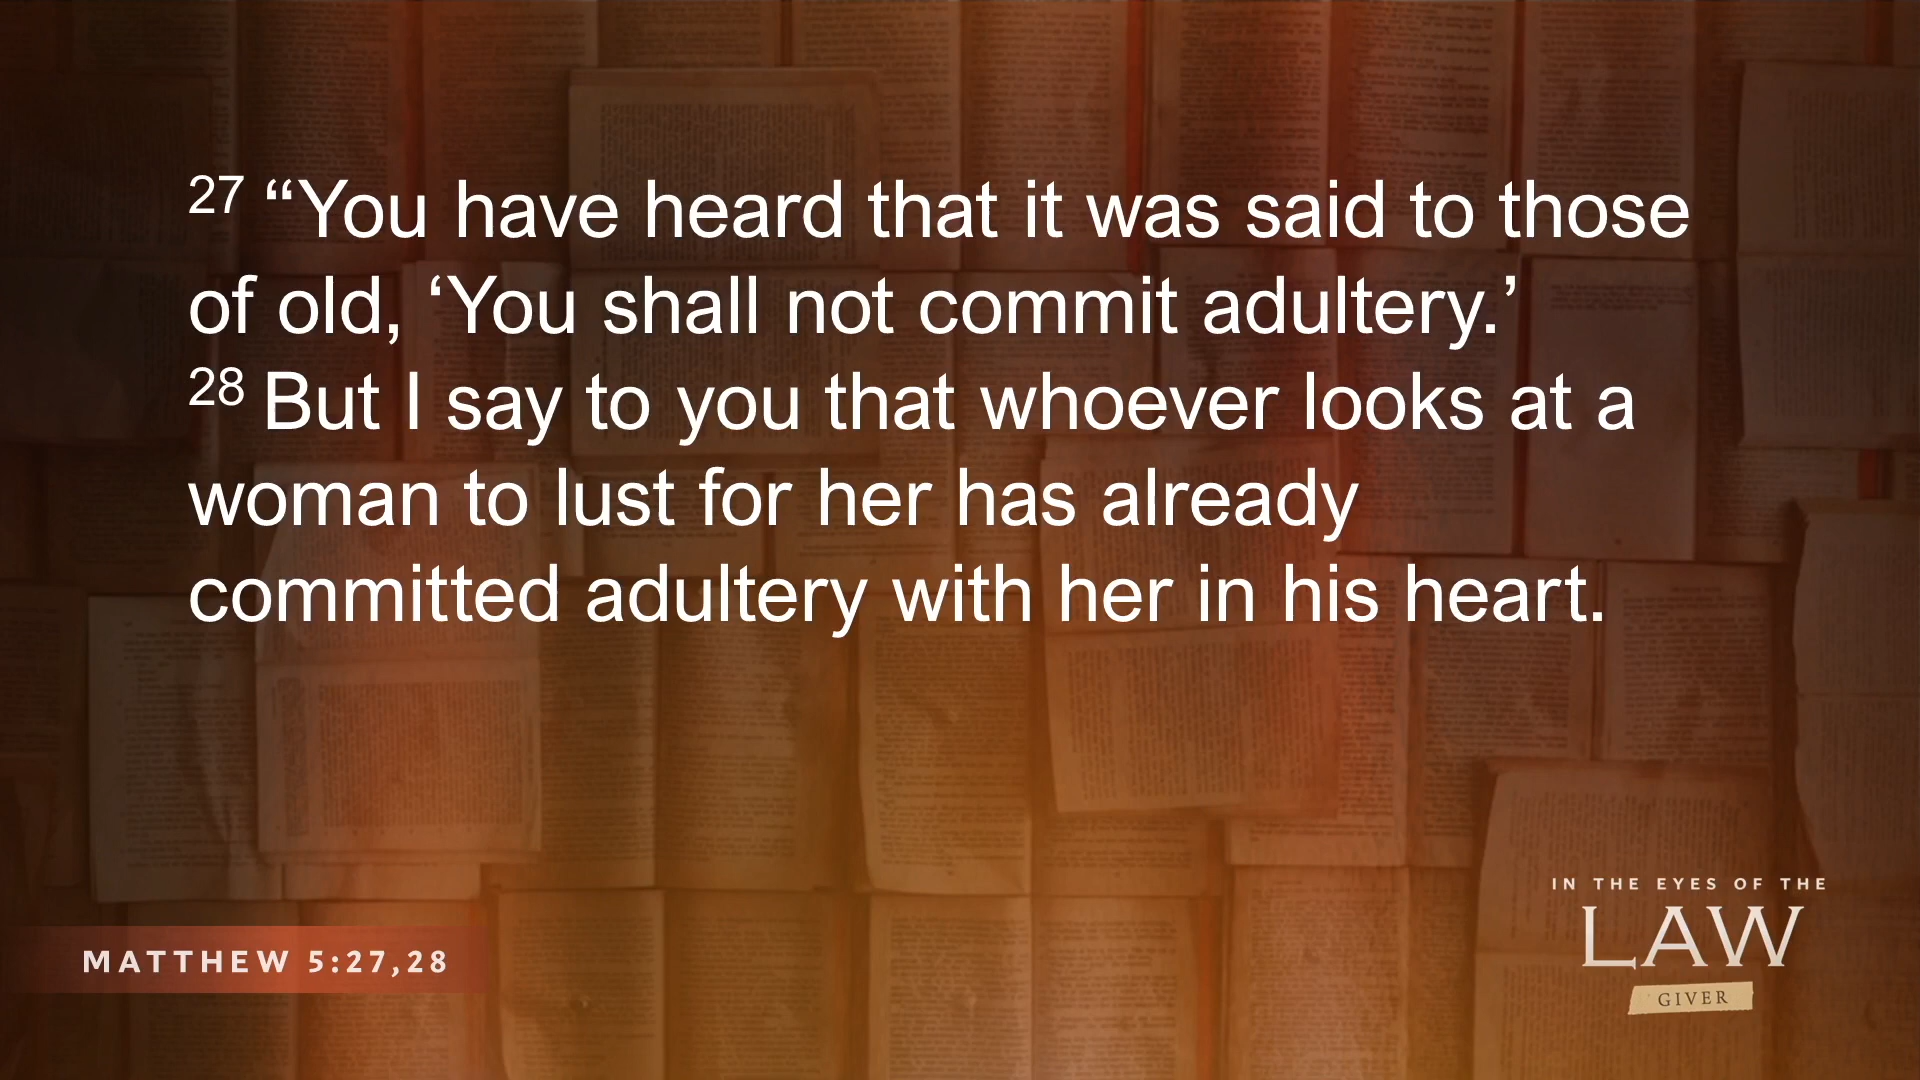 27 “You have heard that it was said to those
of old, ‘You shall not commit adultery.’
28 But I say to you that whoever looks at a
woman to lust for her has already
committed adultery with her in his heart.
MATTHEW 5:27,28
IN THE EYES OF THE
LAW
GIVER